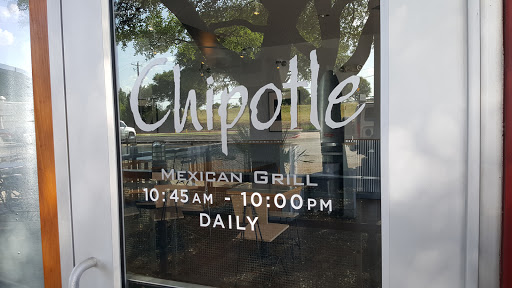 Chipotle
MEXICAN GRILL
10:45AM - 10:00PM
DAILY